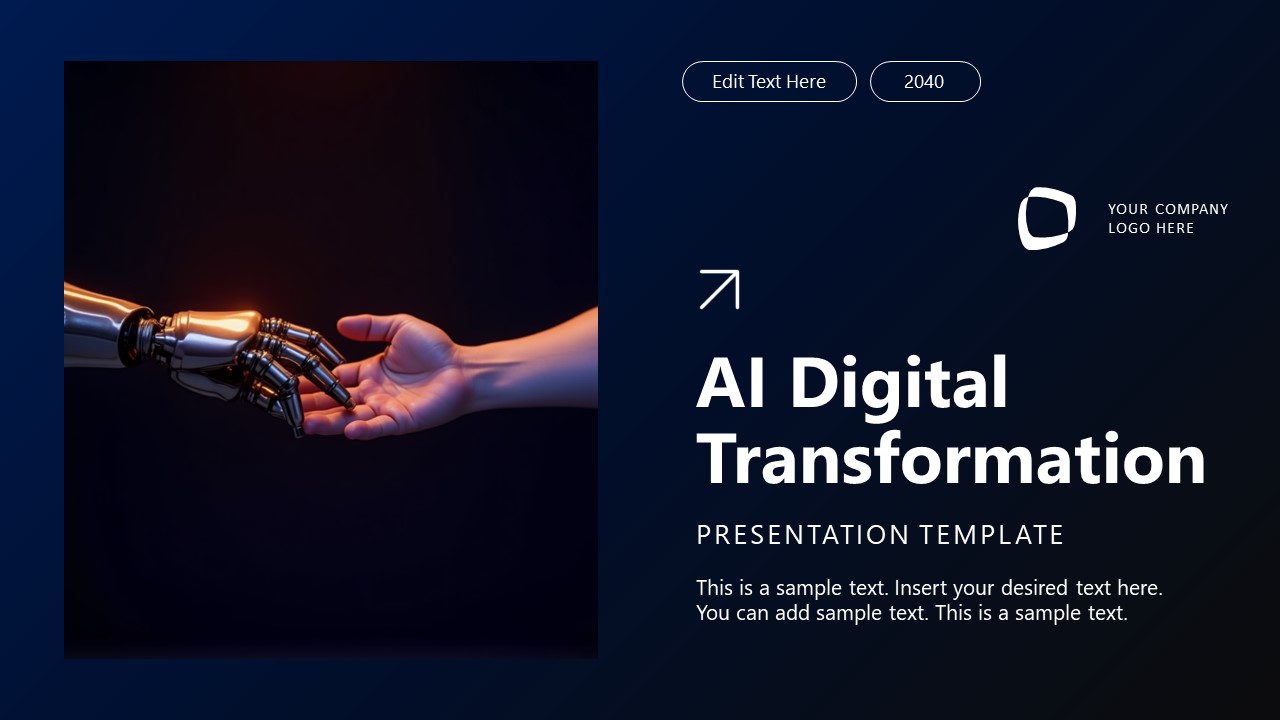 Edit Text Here
2040
YOUR COMPANY
LOGO HERE
AI Digital
Transformation
PRESENTATION TEMPLATE
This is a sample text. Insert your desired text here.
You can add sample text. This is a sample text.